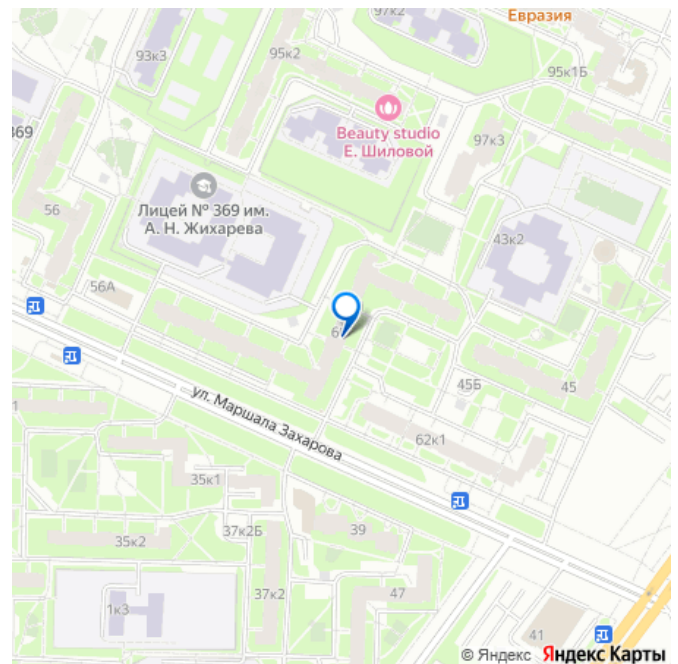 97к2
Евразия
93к3
95к2
95к1Б
369
Beauty studio
Е. Шиловой
97к3
56
Лицей № 369 им.
А. Н. Жихарева
43к2
56А
45Б
45
ул. Маршала Захарова
62к1
35к1
37к2Б
39
35к2
37к2
47
1к3
41
© Яндекс Яндекс Карты